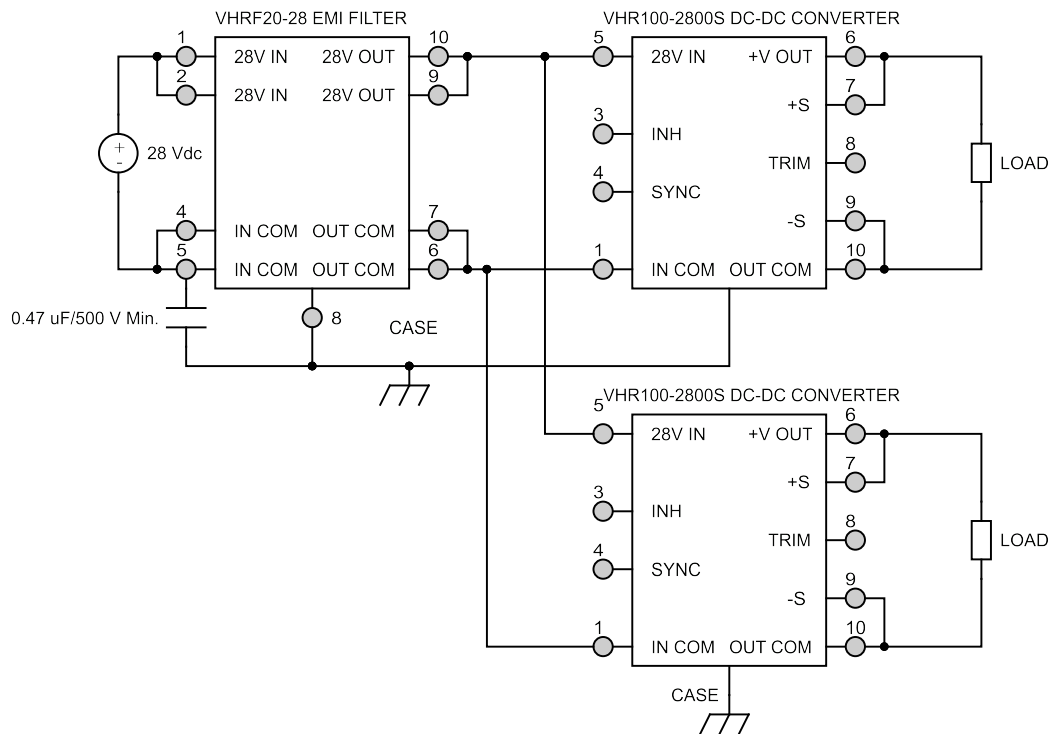 VHRF20-28 EMI FILTER
VHR100-2800S DC-DC CONVERTER
1
28V IN
28V OUT
10
2
28V IN
28V OUT
9
+
-
28 Vdc
4
IN COM
OUT COM
7
5
IN COM
OUT COM
6
0.47 uF/500 V Min.
8
CASE
5
28V IN
+V OUT
6
+S
7
3
INH
TRIM
8
LOAD
4
SYNC
-S
9
1
IN COM
OUT COM
10
VHR100-2800S DC-DC CONVERTER
5
28V IN
+V OUT
6
+S
7
3
INH
TRIM
8
LOAD
4
SYNC
-S
9
1
IN COM
OUT COM
10
CASE